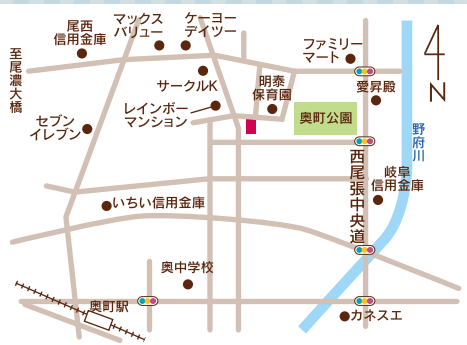 尾西
信用金庫
マックス
バリュー
ケーヨー
デイツー
至尾濃大橋
ファミリー
マート
サークルK
明泰
保育園
愛昇殿
N
セブン
イレブン
レインボー
マンション
奥町公園
野府川
西尾張中央道
岐阜
信用金庫
いちい信用金庫
奥中学校
奥町駅
カネスエ